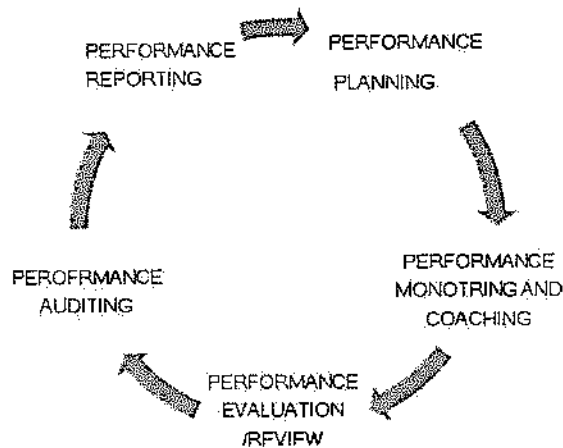 PERFORMANCE
REPORTING
PERFORMANCE
PLANNING.
PERFORMANCE
MONOTRING AND
COACHING
PERFORMANCE
EVALUATION
/REVIEW
PEROFRMANCE
AUDITING